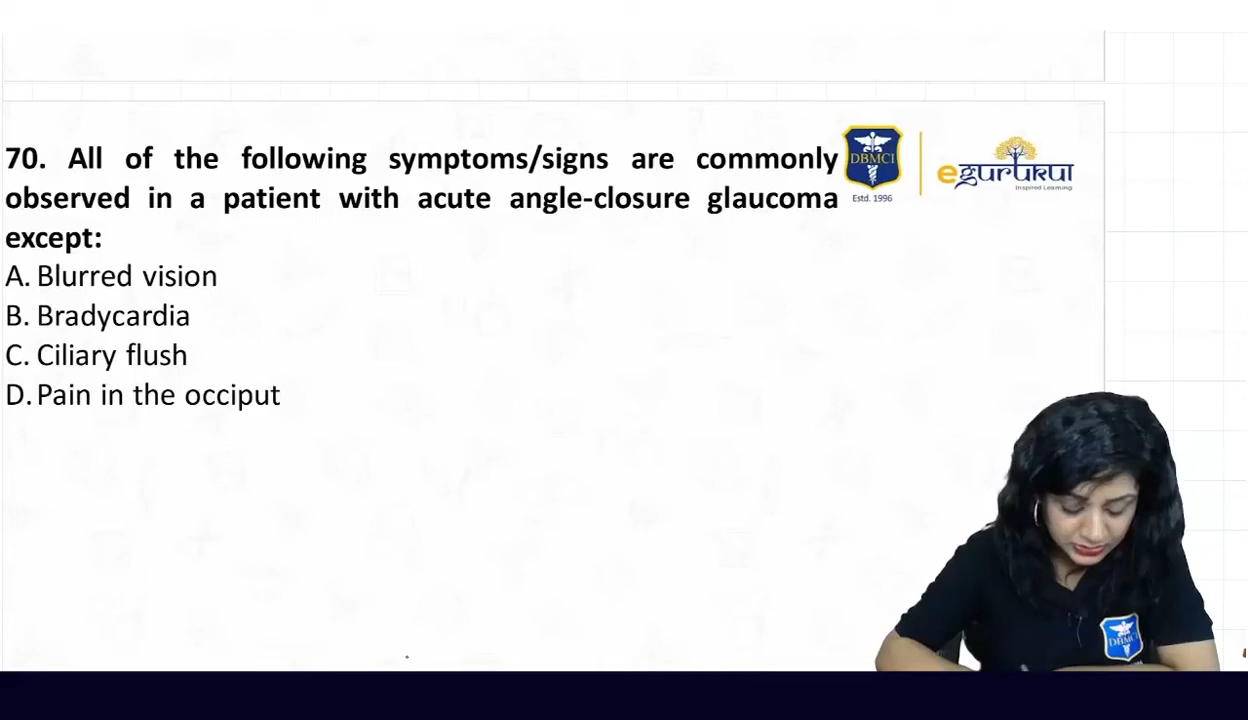 70. All of the following symptoms/signs are commonly
observed in a patient with acute angle-closure glaucoma
except:
A. Blurred vision
B. Bradycardia
C. Ciliary flush
D. Pain in the occiput
DBMCI
Estd. 1996
egurukul
Inspired Learning
DBMCI